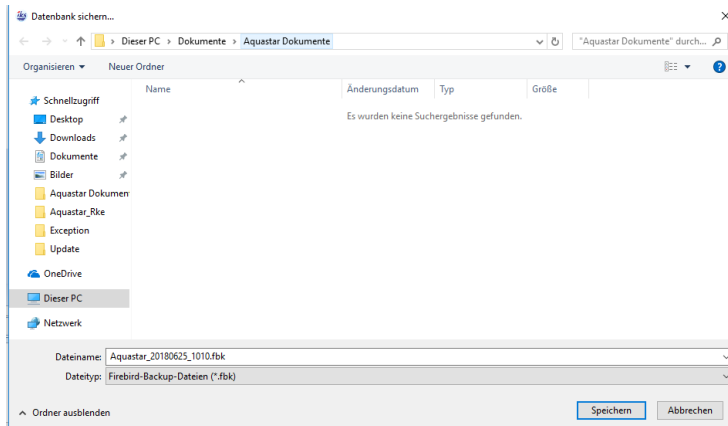 Datenbank sichern...
Dieser PC > Dokumente > Aquastar Dokumente
"Aquastar Dokumente" durch...
Organisieren
Neuer Ordner
Name
Änderungsdatum
Typ
Größe
Es wurden keine Suchergebnisse gefunden.
Schnellzugriff
Desktop
Downloads
Dokumente
Bilder
Aquastar Dokumen
Aquastar_Rke
Exception
Update
OneDrive
Dieser PC
Netzwerk
Dateiname: Aquastar_20180625_1010.fbk
Dateityp: Firebird-Backup-Dateien (*.fbk)
Ordner ausblenden
Speichern
Abbrechen